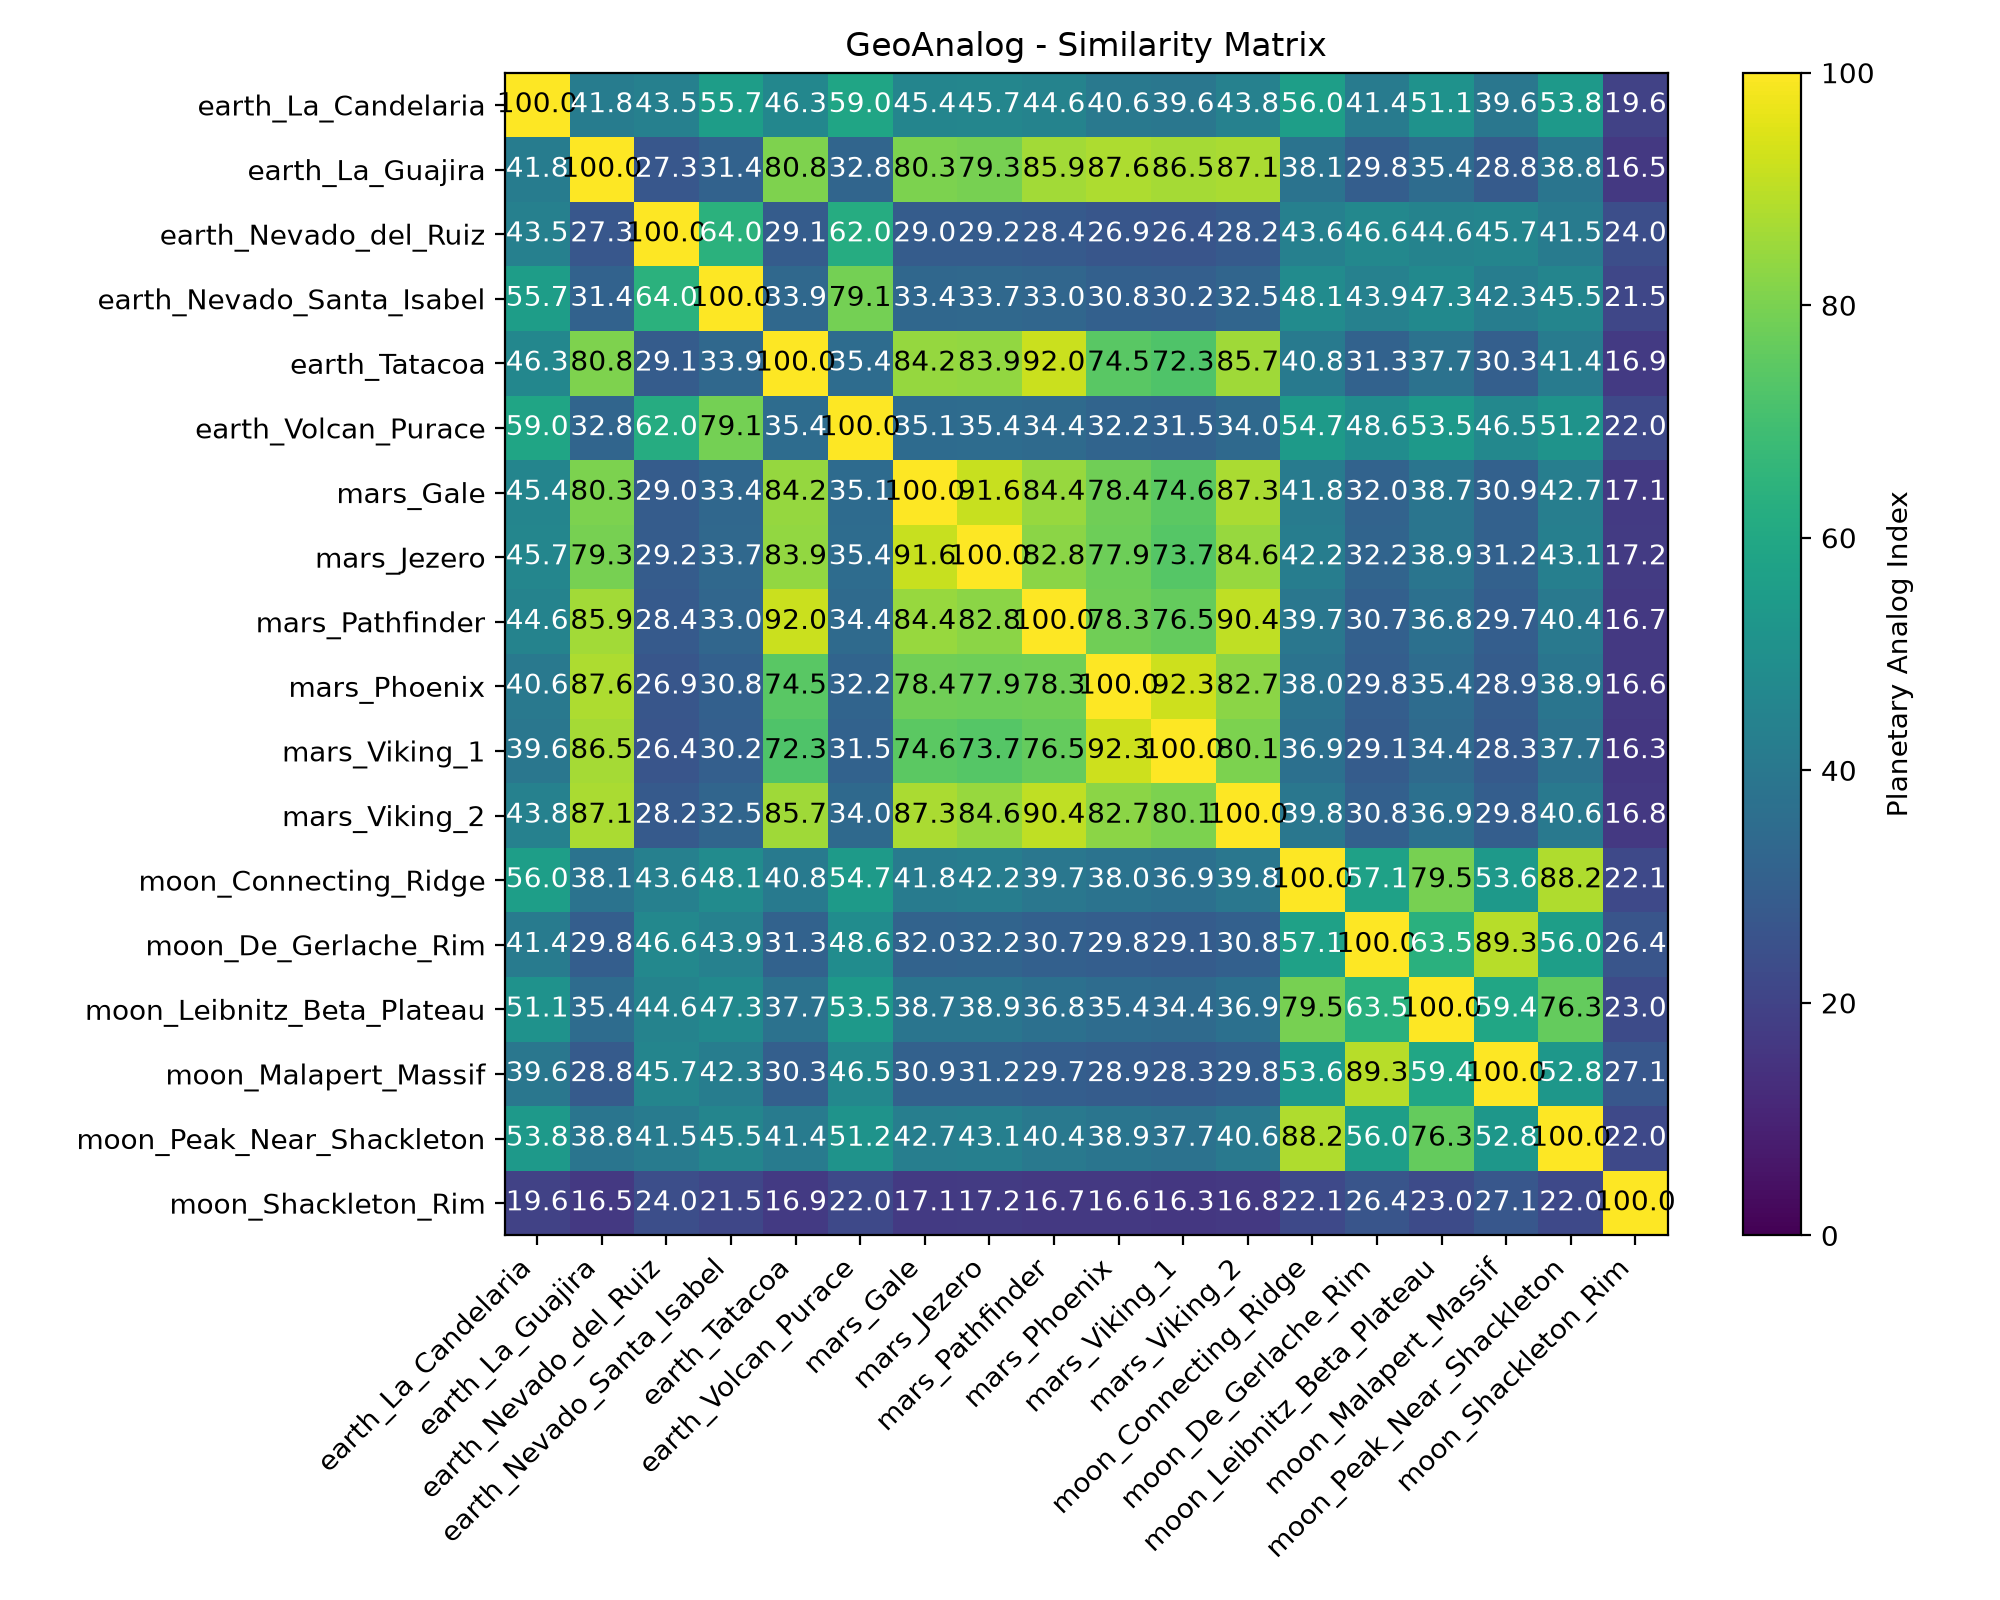 GeoAnalog - Similarity Matrix
earth_La_Candelaria 100.0 41.8 43.5 55.7 46.3 59.0 45.4 45.7 44.6 40.6 39.6 43.8 56.0 41.4 51.1 39.6 53.8 19.6
earth_La_Guajira 41.8 100.0 27.3 31.4 80.8 32.8 80.3 79.3 85.9 87.6 86.5 87.1 38.1 29.8 35.4 28.8 38.8 16.5
earth_Nevado_del_Ruiz 43.5 27.3 100.0 64.0 29.1 62.0 29.0 29.2 28.4 26.9 26.4 28.2 43.6 46.6 44.6 45.7 41.5 24.0
earth_Nevado_Santa_Isabel 55.7 31.4 64.0 100.0 33.9 79.1 33.4 33.7 33.0 30.8 30.2 32.5 48.1 43.9 47.3 42.3 45.5 21.5
earth_Tatacoa 46.3 80.8 29.1 33.9 100.0 35.4 84.2 83.9 92.0 74.5 72.3 85.7 40.8 31.3 37.7 30.3 41.4 16.9
earth_Volcan_Purace 59.0 32.8 62.0 79.1 35.4 100.0 35.1 35.4 34.4 32.2 31.5 34.0 54.7 48.6 53.5 46.5 51.2 22.0
mars_Gale 45.4 80.3 29.0 33.4 84.2 35.1 100.0 91.6 84.4 78.4 74.6 87.3 41.8 32.0 38.7 30.9 42.7 17.1
mars_Jezero 45.7 79.3 29.2 33.7 83.9 35.4 91.6 100.0 82.8 77.9 73.7 84.6 42.2 32.2 38.9 31.2 43.1 17.2
mars_Pathfinder 44.6 85.9 28.4 33.0 92.0 34.4 84.4 82.8 100.0 78.3 76.5 90.4 39.7 30.7 36.8 29.7 40.4 16.7
mars_Phoenix 40.6 87.6 26.9 30.8 74.5 32.2 78.4 77.9 78.3 100.0 92.3 82.7 38.0 29.8 35.4 28.9 38.9 16.6
mars_Viking_1 39.6 86.5 26.4 30.2 72.3 31.5 74.6 73.7 76.5 92.3 100.0 80.1 36.9 29.1 34.4 28.3 37.7 16.3
mars_Viking_2 43.8 87.1 28.2 32.5 85.7 34.0 87.3 84.6 90.4 82.7 80.1 100.0 39.8 30.8 36.9 29.8 40.6 16.8
moon_Connecting_Ridge 56.0 38.1 43.6 48.1 40.8 54.7 41.8 42.2 39.7 38.0 36.9 39.8 100.0 57.1 79.5 53.6 88.2 22.1
moon_De_Gerlache_Rim 41.4 29.8 46.6 43.9 31.3 48.6 32.0 32.2 30.7 29.8 29.1 30.8 57.1 100.0 63.5 89.3 56.0 26.4
moon_Leibnitz_Beta_Plateau 51.1 35.4 44.6 47.3 37.7 53.5 38.7 38.9 36.8 35.4 34.4 36.9 79.5 63.5 100.0 59.4 76.3 23.0
moon_Malapert_Massif 39.6 28.8 45.7 42.3 30.3 46.5 30.9 31.2 29.7 28.9 28.3 29.8 53.6 89.3 59.4 100.0 52.8 27.1
moon_Peak_Near_Shackleton 53.8 38.8 41.5 45.5 41.4 51.2 42.7 43.1 40.4 38.9 37.7 40.6 88.2 56.0 76.3 52.8 100.0 22.0
moon_Shackleton_Rim 19.6 16.5 24.0 21.5 16.9 22.0 17.1 17.2 16.7 16.6 16.3 16.8 22.1 26.4 23.0 27.1 22.0 100.0
earth_La_Candelaria
earth_La_Guajira
earth_Nevado_del_Ruiz
earth_Nevado_Santa_Isabel
earth_Tatacoa
earth_Volcan_Purace
mars_Gale
mars_Jezero
mars_Pathfinder
mars_Phoenix
mars_Viking_1
mars_Viking_2
moon_Connecting_Ridge
moon_De_Gerlache_Rim
moon_Leibnitz_Beta_Plateau
moon_Malapert_Massif
moon_Peak_Near_Shackleton
moon_Shackleton_Rim
100
80
60
40
20
0
Planetary Analog Index